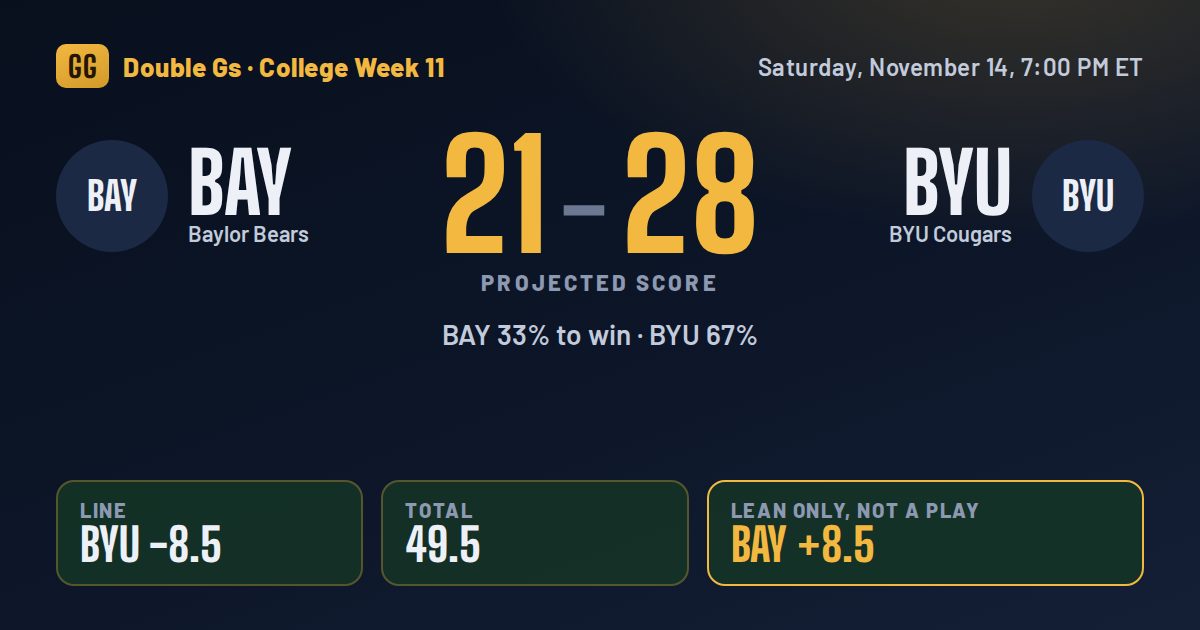 GG Double Gs · College Week 11
Saturday, November 14, 7:00 PM ET
BAY
BAY
Baylor Bears
21 – 28
PROJECTED SCORE
BAY 33% to win · BYU 67%
BYU
BYU Cougars
BYU
LINE
BYU −8.5
TOTAL
49.5
LEAN ONLY, NOT A PLAY
BAY +8.5